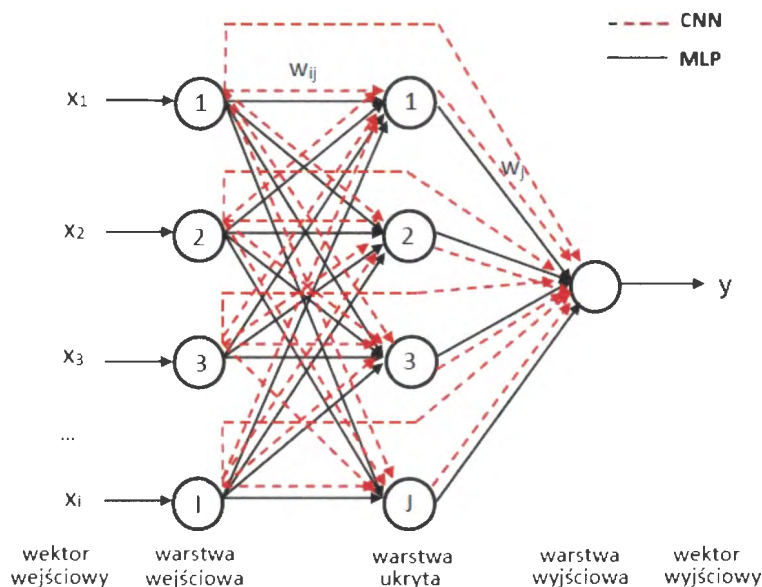 CNN
MLP
wij
x1
1
1
wj
x2
2
2
y
x3
3
3
...
xi
I
J
wektor
wejściowy
warstwa
wejściowa
warstwa
ukryta
warstwa
wyjściowa
wektor
wyjściowy